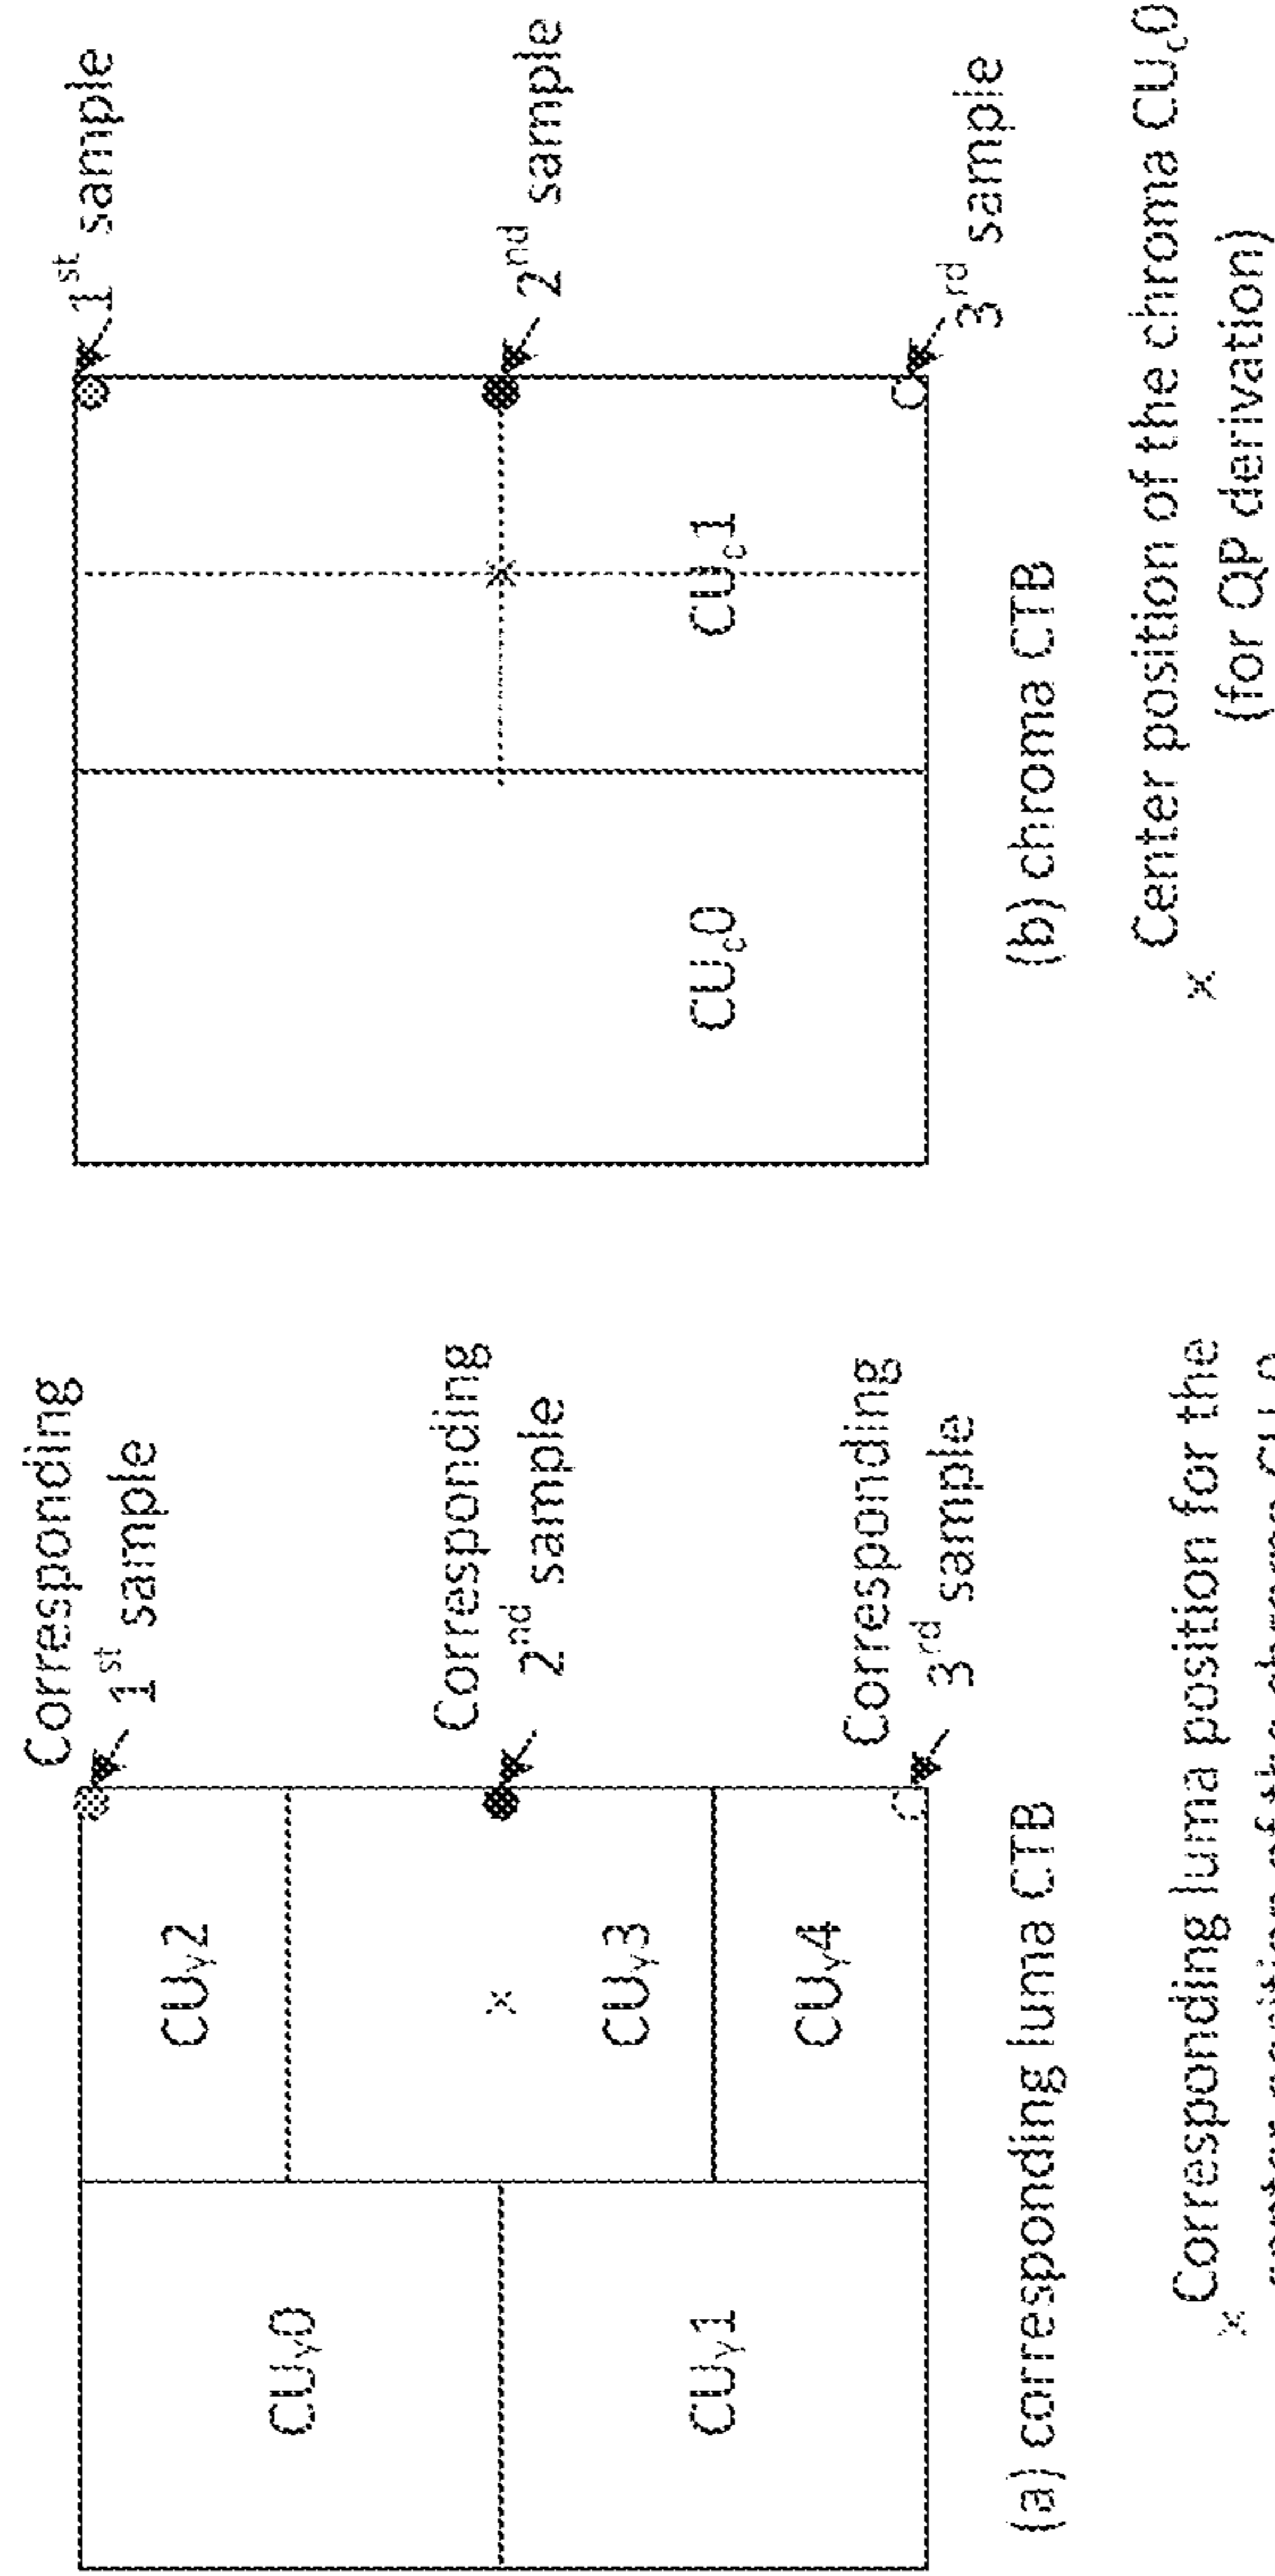 Corresponding
1st sample
CUY2
CUY0
Corresponding
2nd sample
CUY3
CUY1
CUY4
Corresponding
3rd sample
(a) corresponding luma CTB
× Corresponding luma position for the
1st sample
2nd sample
CUc0
CUc1
3rd sample
(b) chroma CTB
× Center position of the chroma CUc0
(for QP derivation)